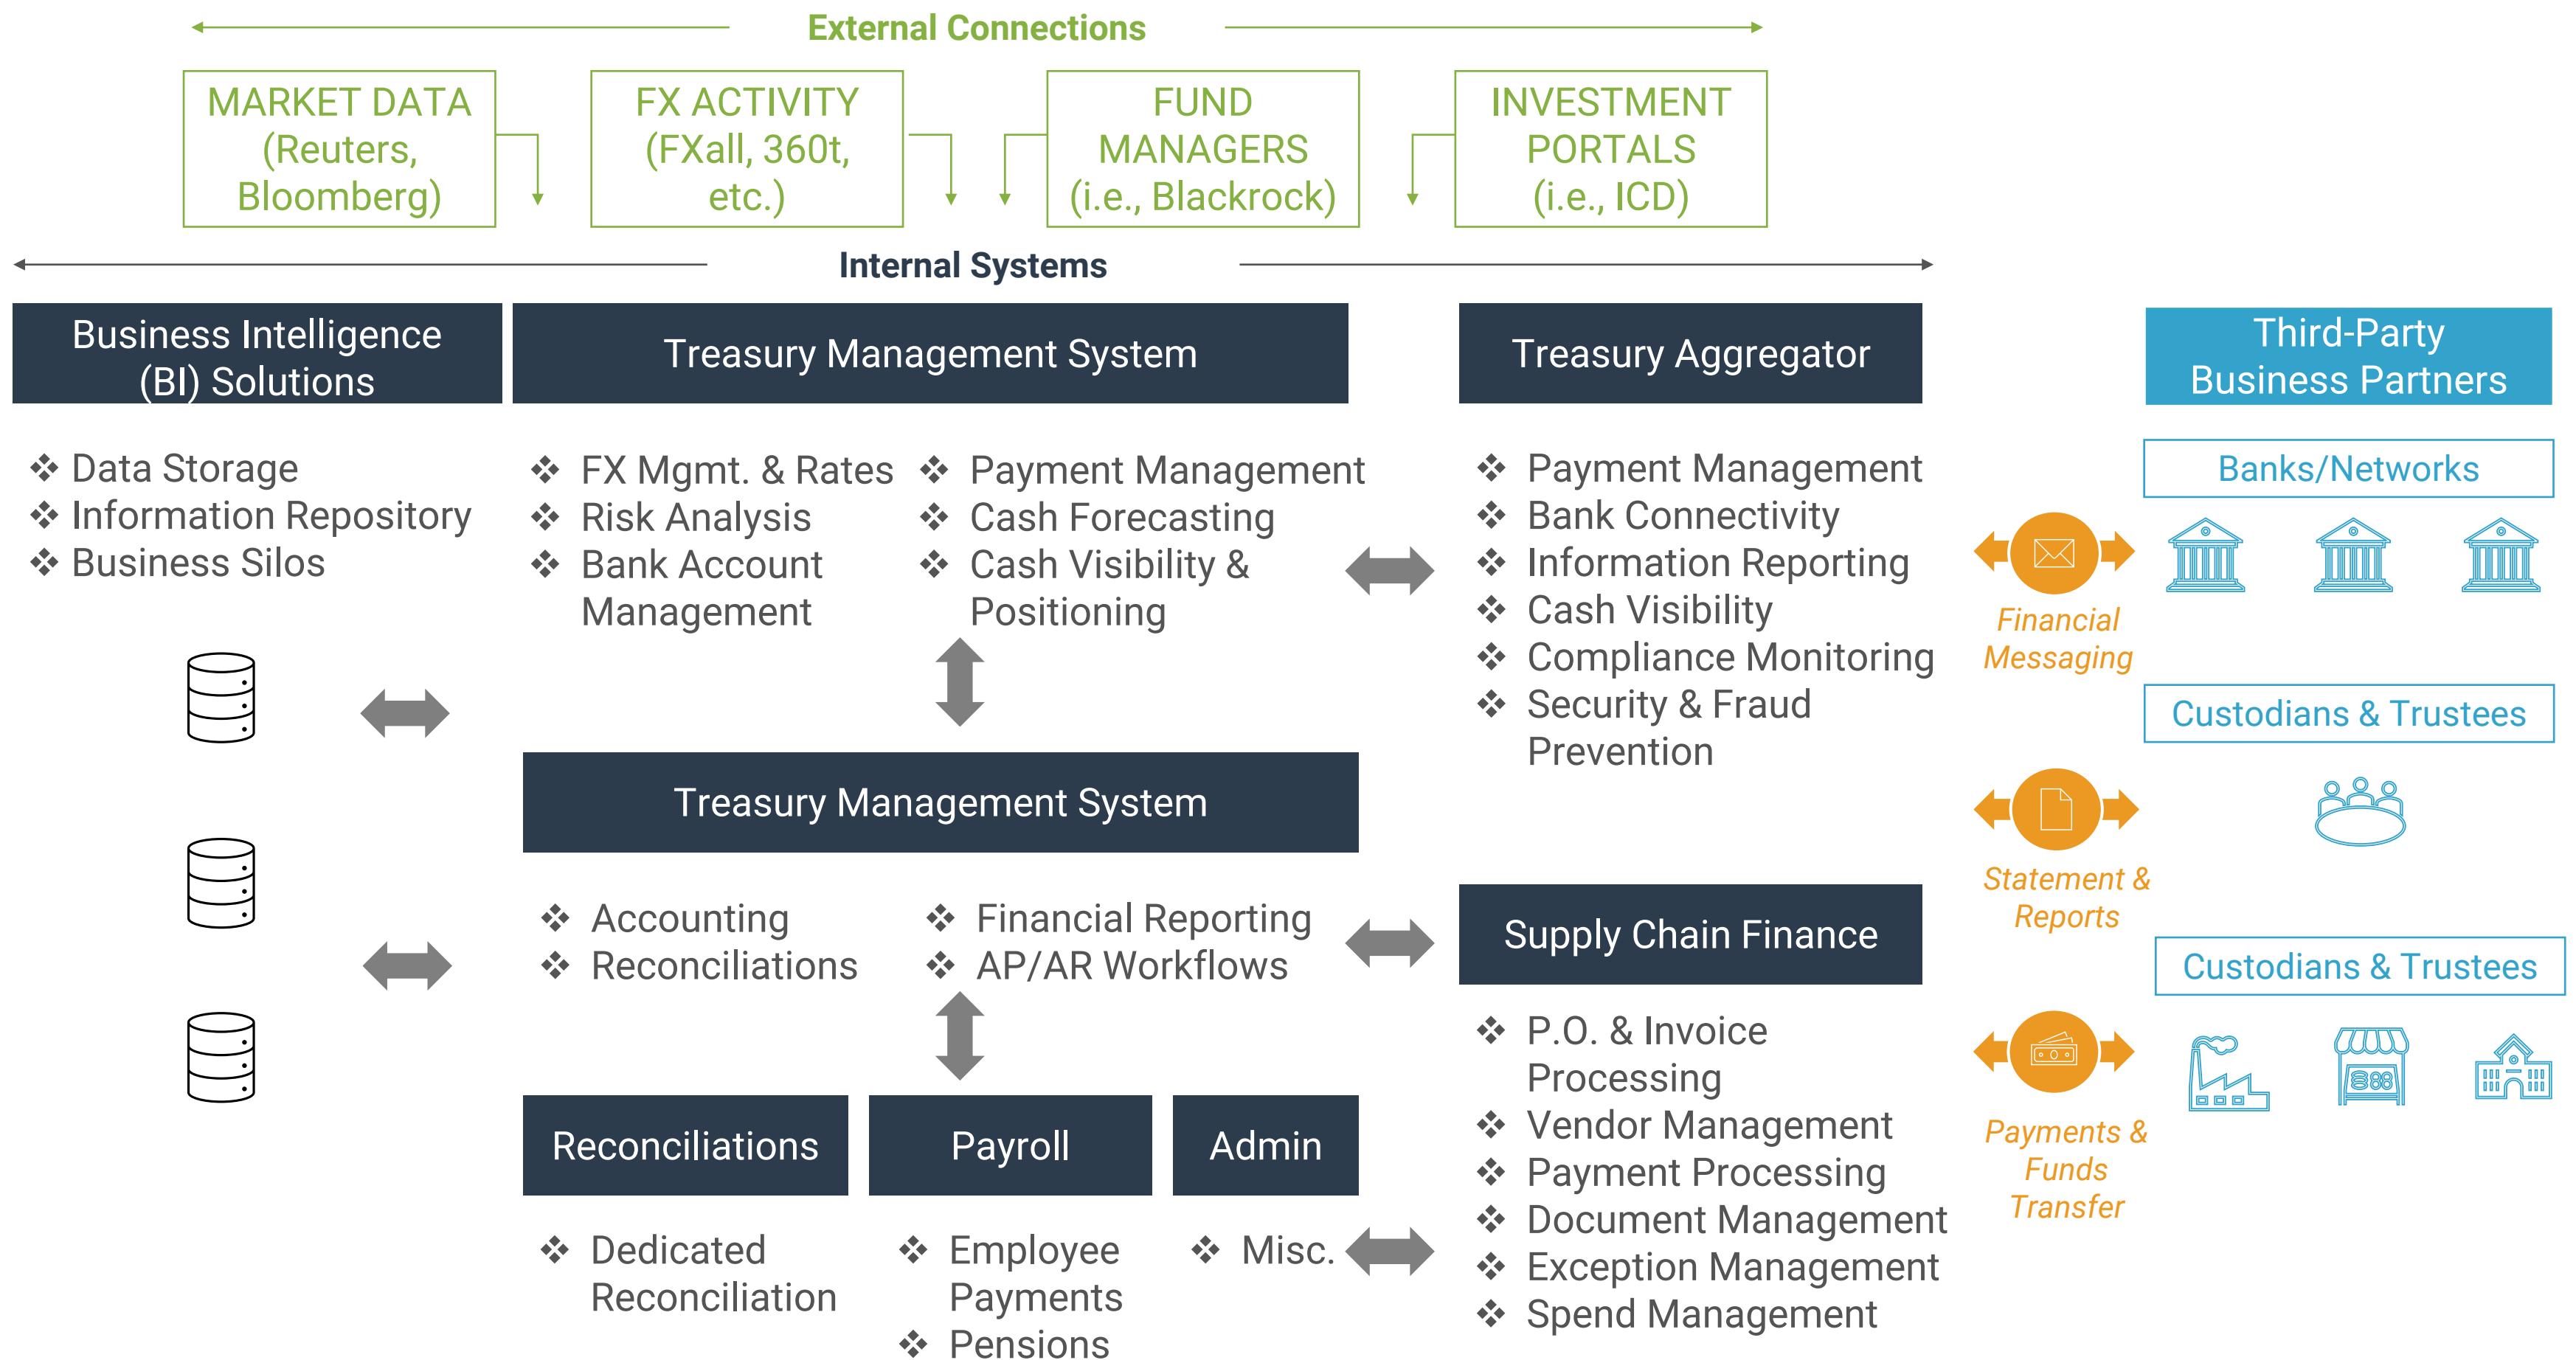 External Connections
MARKET DATA
(Reuters,
Bloomberg)
FX ACTIVITY
(FXall, 360t,
etc.)
FUND
MANAGERS
(i.e., Blackrock)
INVESTMENT
PORTALS
(i.e., ICD)
Internal Systems
Business Intelligence
(BI) Solutions
❖ Data Storage
❖ Information Repository
❖ Business Silos
Treasury Management System
❖ FX Mgmt. & Rates
❖ Risk Analysis
❖ Bank Account
Management
❖ Payment Management
❖ Cash Forecasting
❖ Cash Visibility &
Positioning
Treasury Management System
❖ Accounting
❖ Reconciliations
❖ Financial Reporting
❖ AP/AR Workflows
Reconciliations
❖ Dedicated
Reconciliation
Payroll
❖ Employee
Payments
❖ Pensions
Admin
❖ Misc.
Treasury Aggregator
❖ Payment Management
❖ Bank Connectivity
❖ Information Reporting
❖ Cash Visibility
❖ Compliance Monitoring
❖ Security & Fraud
Prevention
Supply Chain Finance
❖ P.O. & Invoice
Processing
❖ Vendor Management
❖ Payment Processing
❖ Document Management
❖ Exception Management
❖ Spend Management
Financial
Messaging
Statement &
Reports
Payments &
Funds
Transfer
Third-Party
Business Partners
Banks/Networks
Custodians & Trustees
Custodians & Trustees